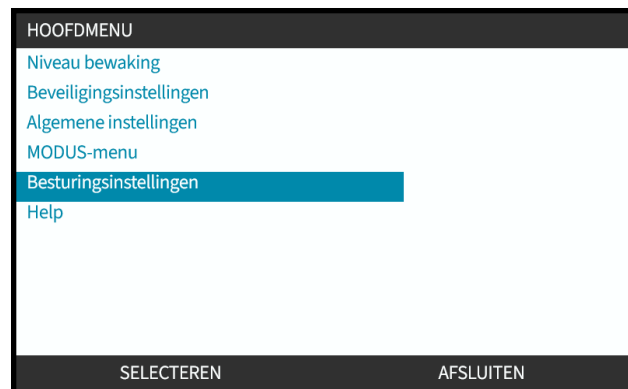 HOOFDMENU
Niveau bewaking
Beveiligingsinstellingen
Algemene instellingen
MODUS-menu
Besturingsinstellingen
Help
SELECTEREN AFSLUITEN